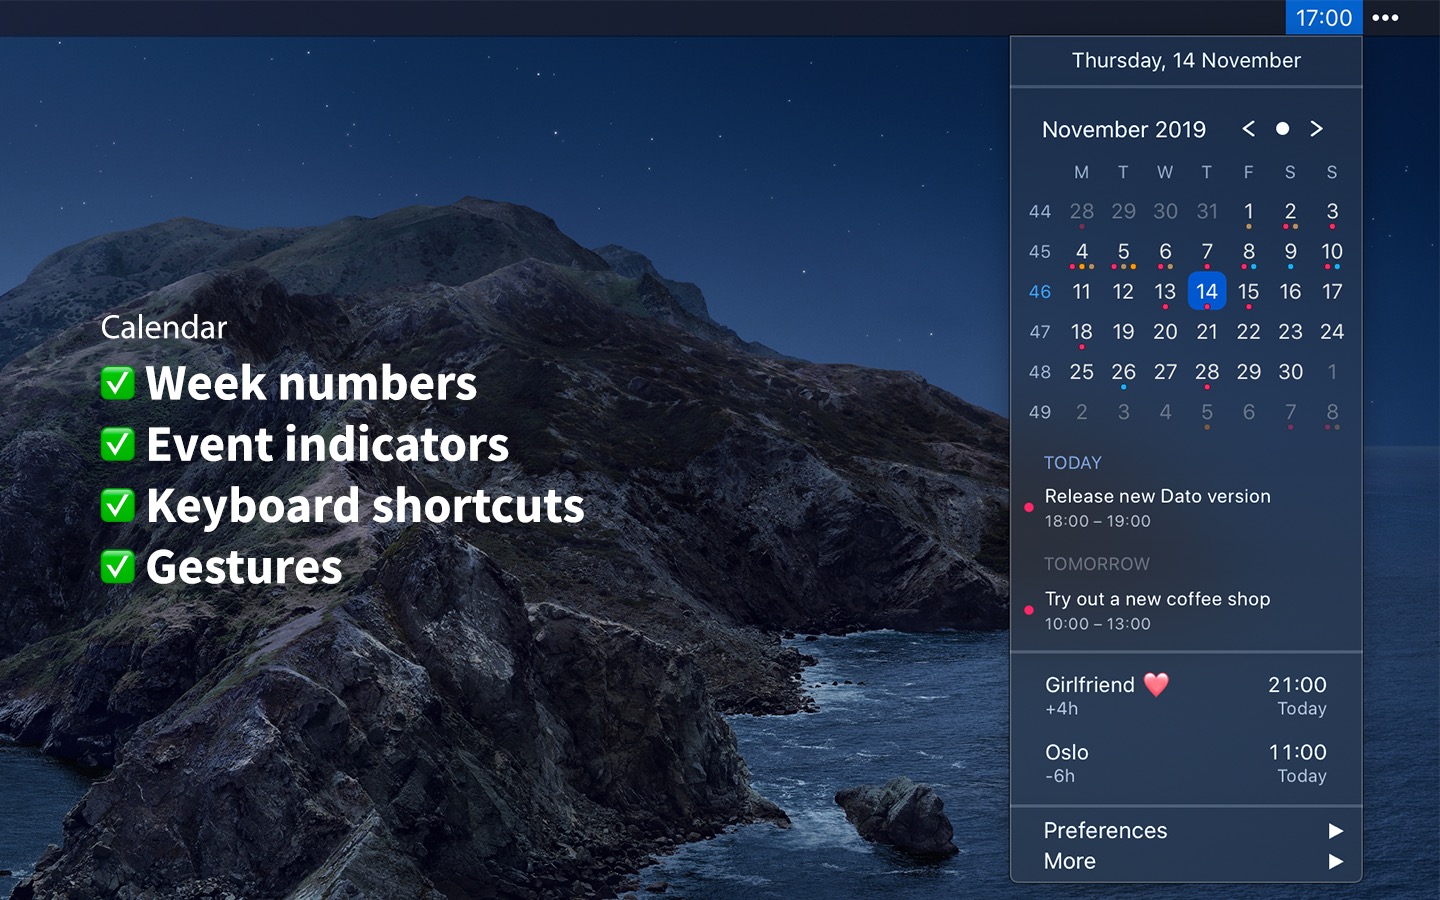 17:00 •••
Thursday, 14 November
November 2019 < ● >
M T W T F S S
44 28 29 30 31 1 2 3
45 4 5 6 7 8 9 10
46 11 12 13 14 15 16 17
47 18 19 20 21 22 23 24
48 25 26 27 28 29 30 1
49 2 3 4 5 6 7 8
TODAY
Release new Dato version
18:00 – 19:00
TOMORROW
Try out a new coffee shop
10:00 – 13:00
Girlfriend ❤️ 21:00
+4h Today
Oslo 11:00
-6h Today
Preferences ▶
More ▶
Calendar
✅ Week numbers
✅ Event indicators
✅ Keyboard shortcuts
✅ Gestures